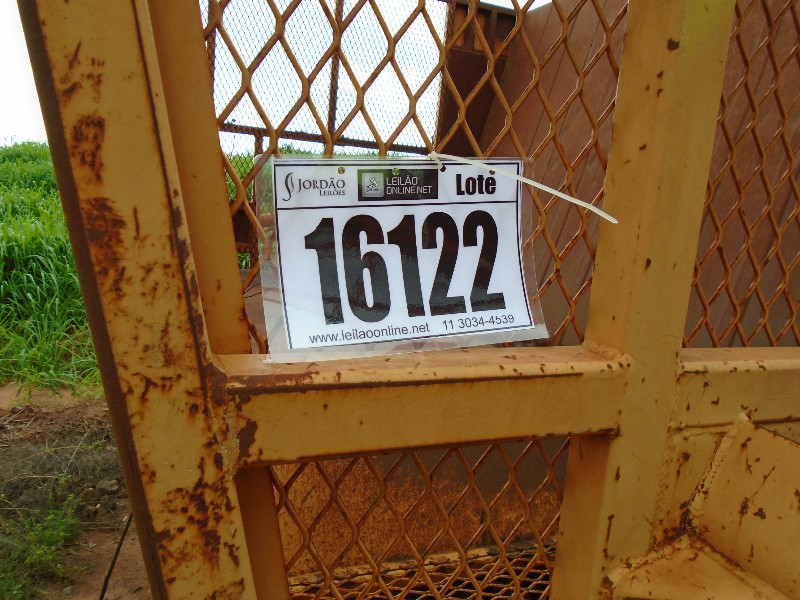 JORDÃO LEILÕES LEILÃO ONLINE.NET Lote
16122
www.leilaoonline.net 11 3034-4539